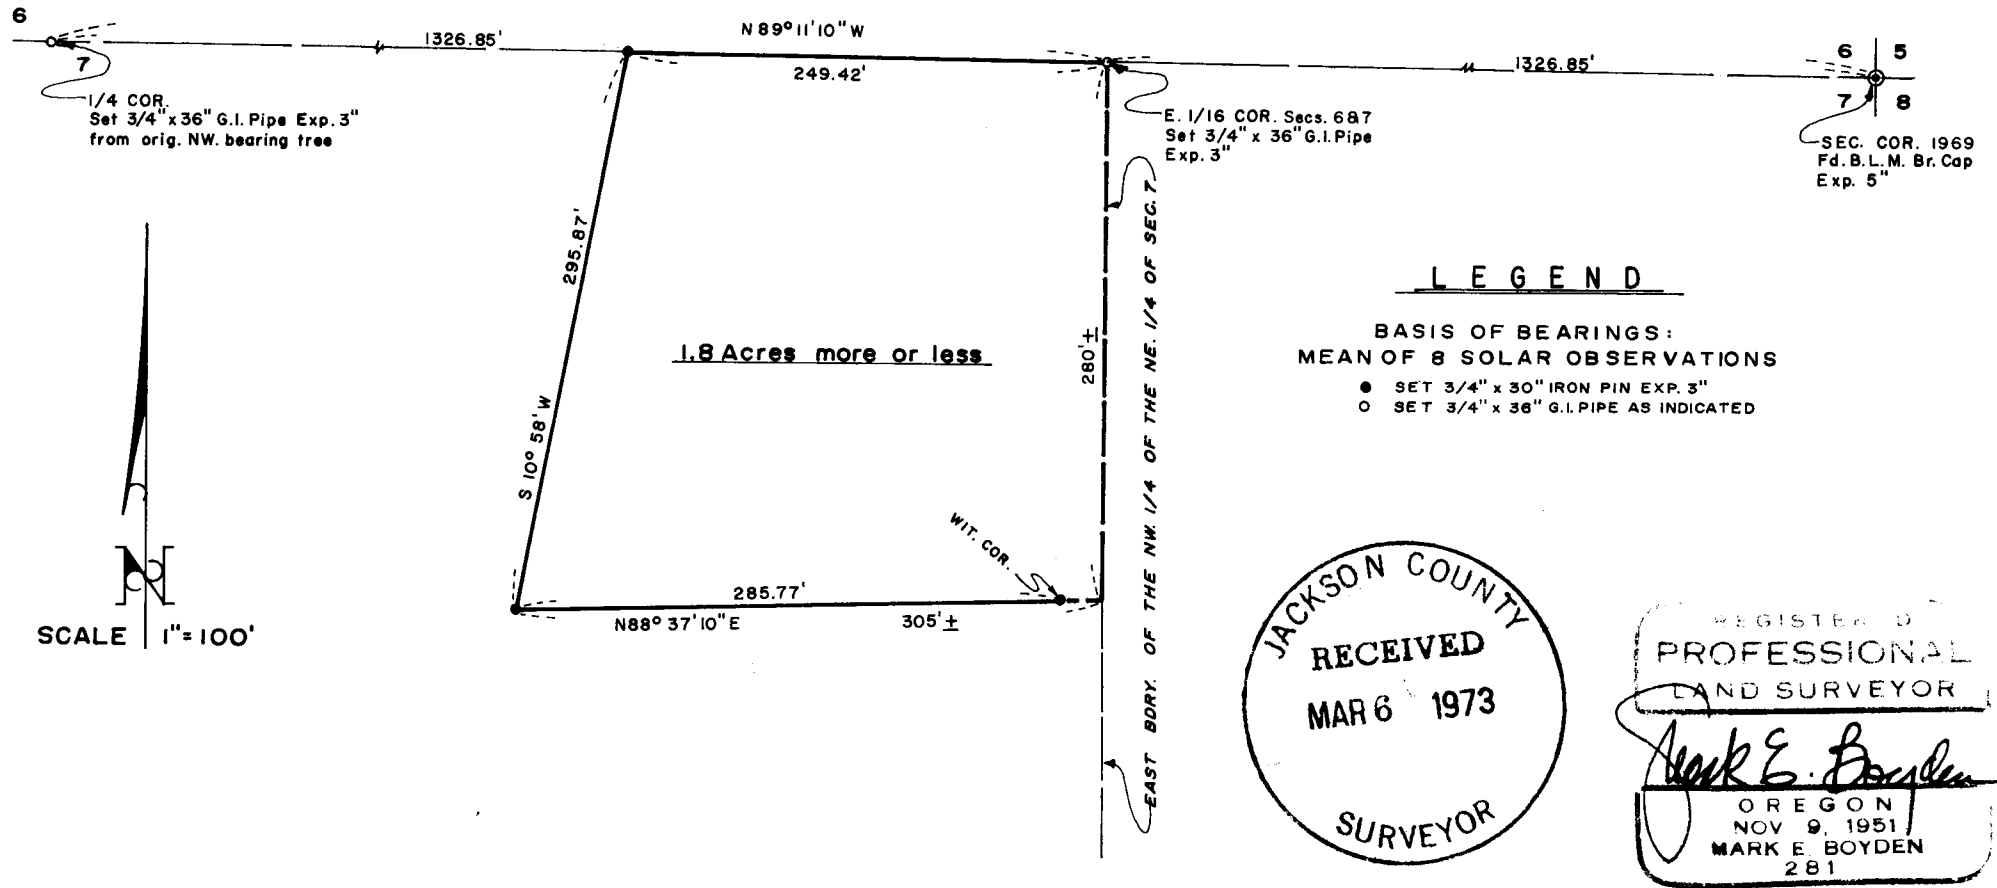 6
7
1326.85'
N 89° 11' 10" W
249.42'
1326.85'
6 5
7 8
1/4 COR.
Set 3/4" x 36" G.I. Pipe Exp. 3"
from orig. NW. bearing tree
E. 1/16 COR. Secs. 6&7
Set 3/4" x 36" G.I. Pipe
Exp. 3"
SEC. COR. 1969
Fd. B.L.M. Br. Cap
Exp. 5"
295.87'
S 10° 58' W
1.8 Acres more or less
280' ±
EAST BDRY. OF THE NW. 1/4 OF THE NE. 1/4 OF SEC. 7
WIT. COR.
285.77'
N88° 37' 10" E
305' ±
N
SCALE 1" = 100'
LEGEND
BASIS OF BEARINGS:
MEAN OF 8 SOLAR OBSERVATIONS
SET 3/4" x 30" IRON PIN EXP. 3"
SET 3/4" x 36" G.I. PIPE AS INDICATED
JACKSON COUNTY
RECEIVED
MAR 6 1973
SURVEYOR
REGISTERED
PROFESSIONAL
LAND SURVEYOR
Mark E. Boyden
OREGON
NOV 9, 1951
MARK E. BOYDEN
281